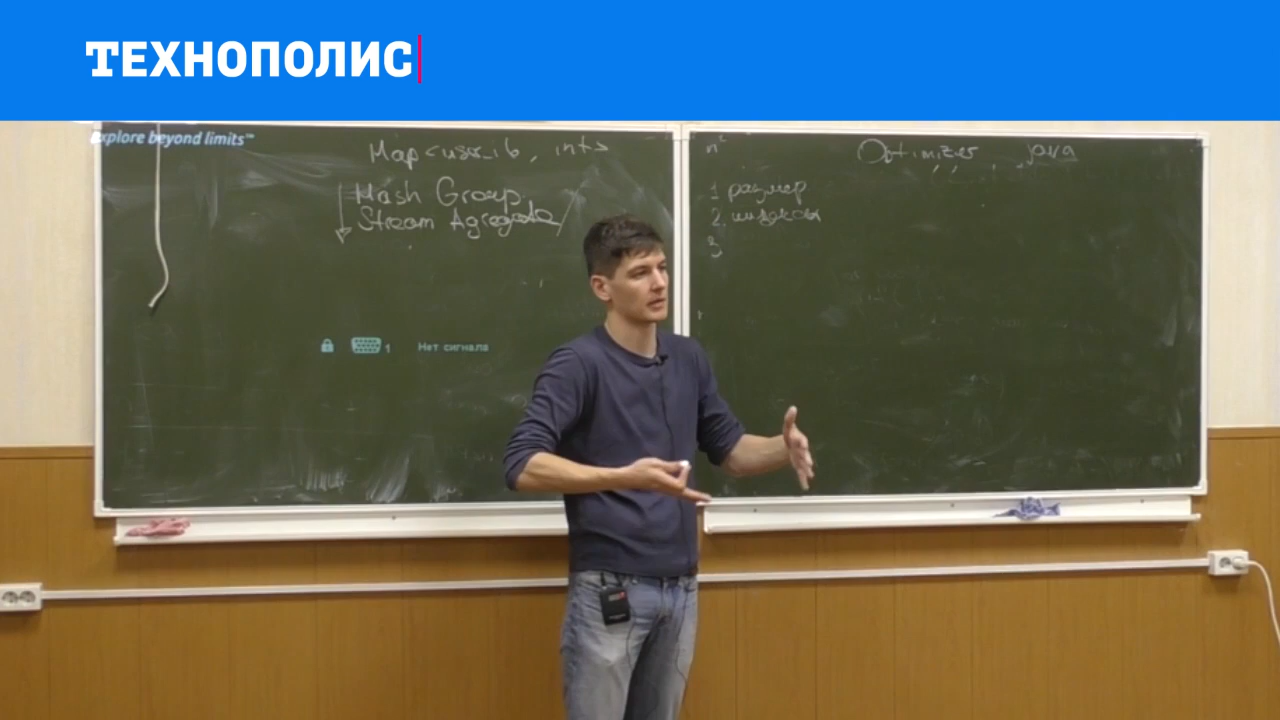 ТЕХНОПОЛИС
explore beyond limits™
Map <user_id, int>
Hash Group
Stream Agregate
1 Нет сигнала
n²
Optimizer java
1 размер
2. индексы
3